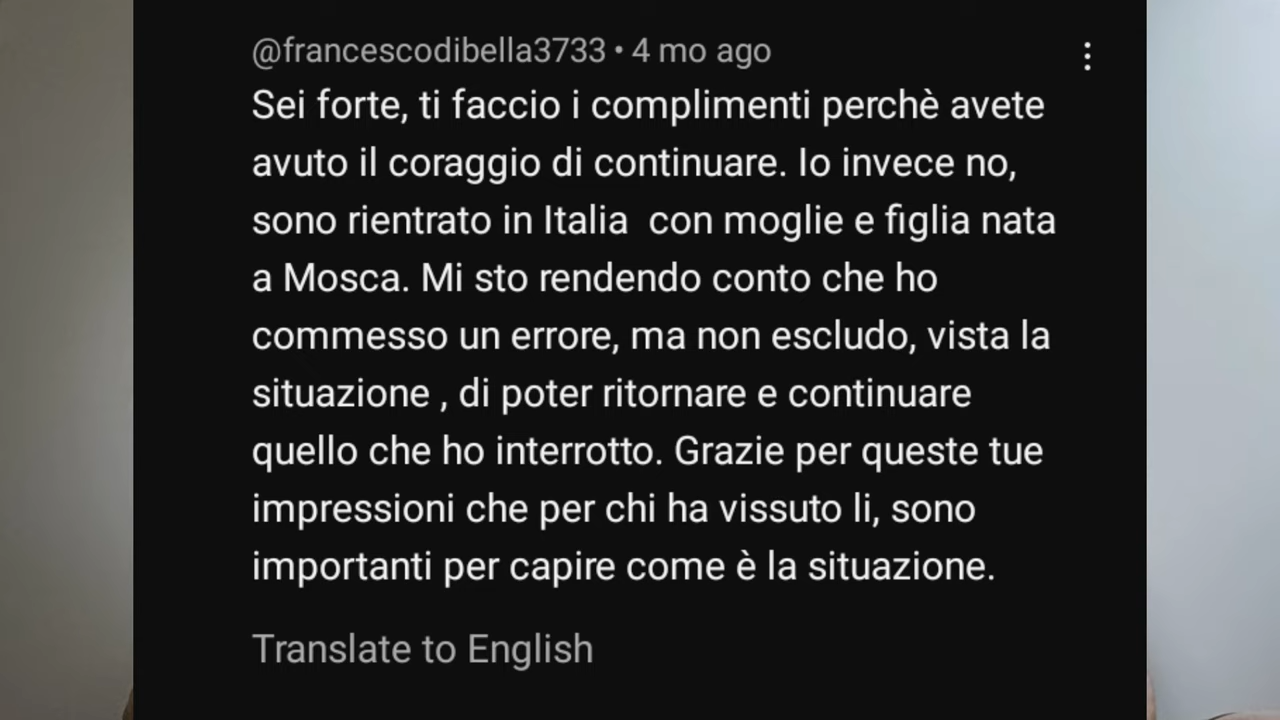 @francescodibella3733 • 4 mo ago
Sei forte, ti faccio i complimenti perchè avete
avuto il coraggio di continuare. Io invece no,
sono rientrato in Italia  con moglie e figlia nata
a Mosca. Mi sto rendendo conto che ho
commesso un errore, ma non escludo, vista la
situazione , di poter ritornare e continuare
quello che ho interrotto. Grazie per queste tue
impressioni che per chi ha vissuto li, sono
importanti per capire come è la situazione.
Translate to English